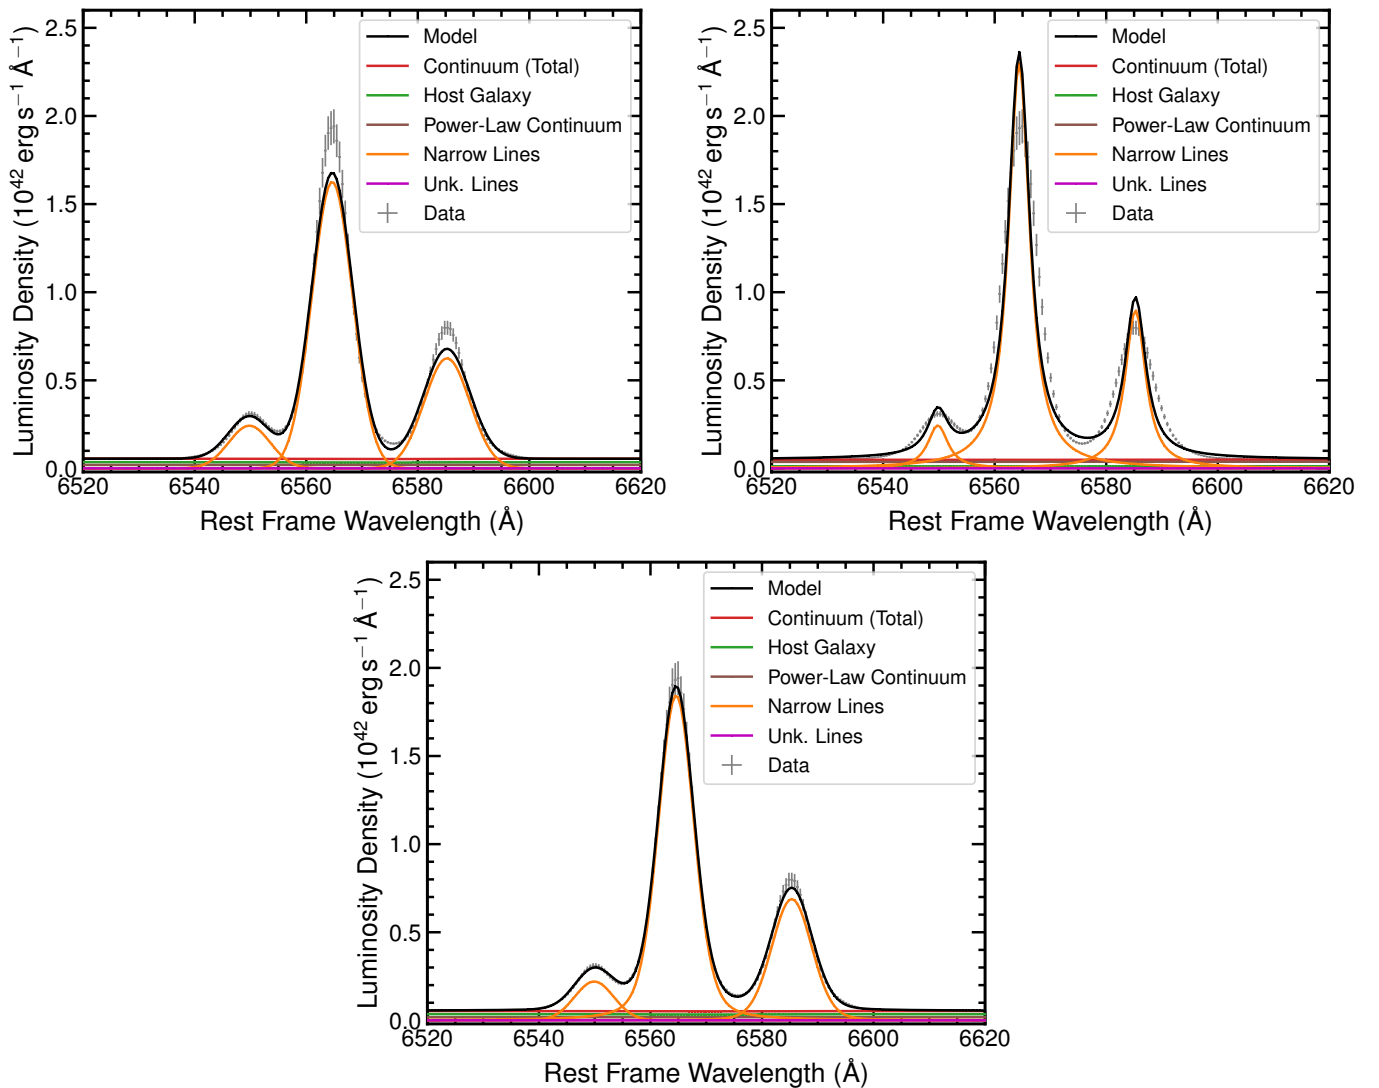 Luminosity Density (10⁴² erg s⁻¹ Å⁻¹)
2.5
2.0
1.5
1.0
0.5
0.0
Model
Continuum (Total)
Host Galaxy
Power-Law Continuum
Narrow Lines
Unk. Lines
Data
6520 6540 6560 6580 6600 6620
Rest Frame Wavelength (Å)
Luminosity Density (10⁴² erg s⁻¹ Å⁻¹)
2.5
2.0
1.5
1.0
0.5
0.0
Model
Continuum (Total)
Host Galaxy
Power-Law Continuum
Narrow Lines
Unk. Lines
Data
6520 6540 6560 6580 6600 6620
Rest Frame Wavelength (Å)
Luminosity Density (10⁴² erg s⁻¹ Å⁻¹)
2.5
2.0
1.5
1.0
0.5
0.0
Model
Continuum (Total)
Host Galaxy
Power-Law Continuum
Narrow Lines
Unk. Lines
Data
6520 6540 6560 6580 6600 6620
Rest Frame Wavelength (Å)